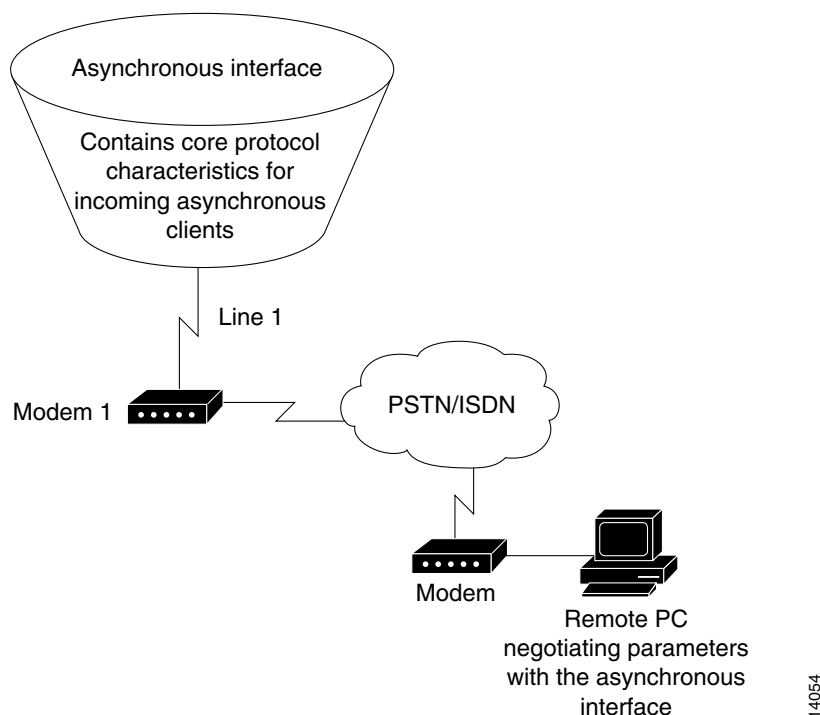 Asynchronous interface
Contains core protocol
characteristics for
incoming asynchronous
clients
Line 1
Modem 1
PSTN/ISDN
Modem
Remote PC
negotiating parameters
with the asynchronous
interface
14054